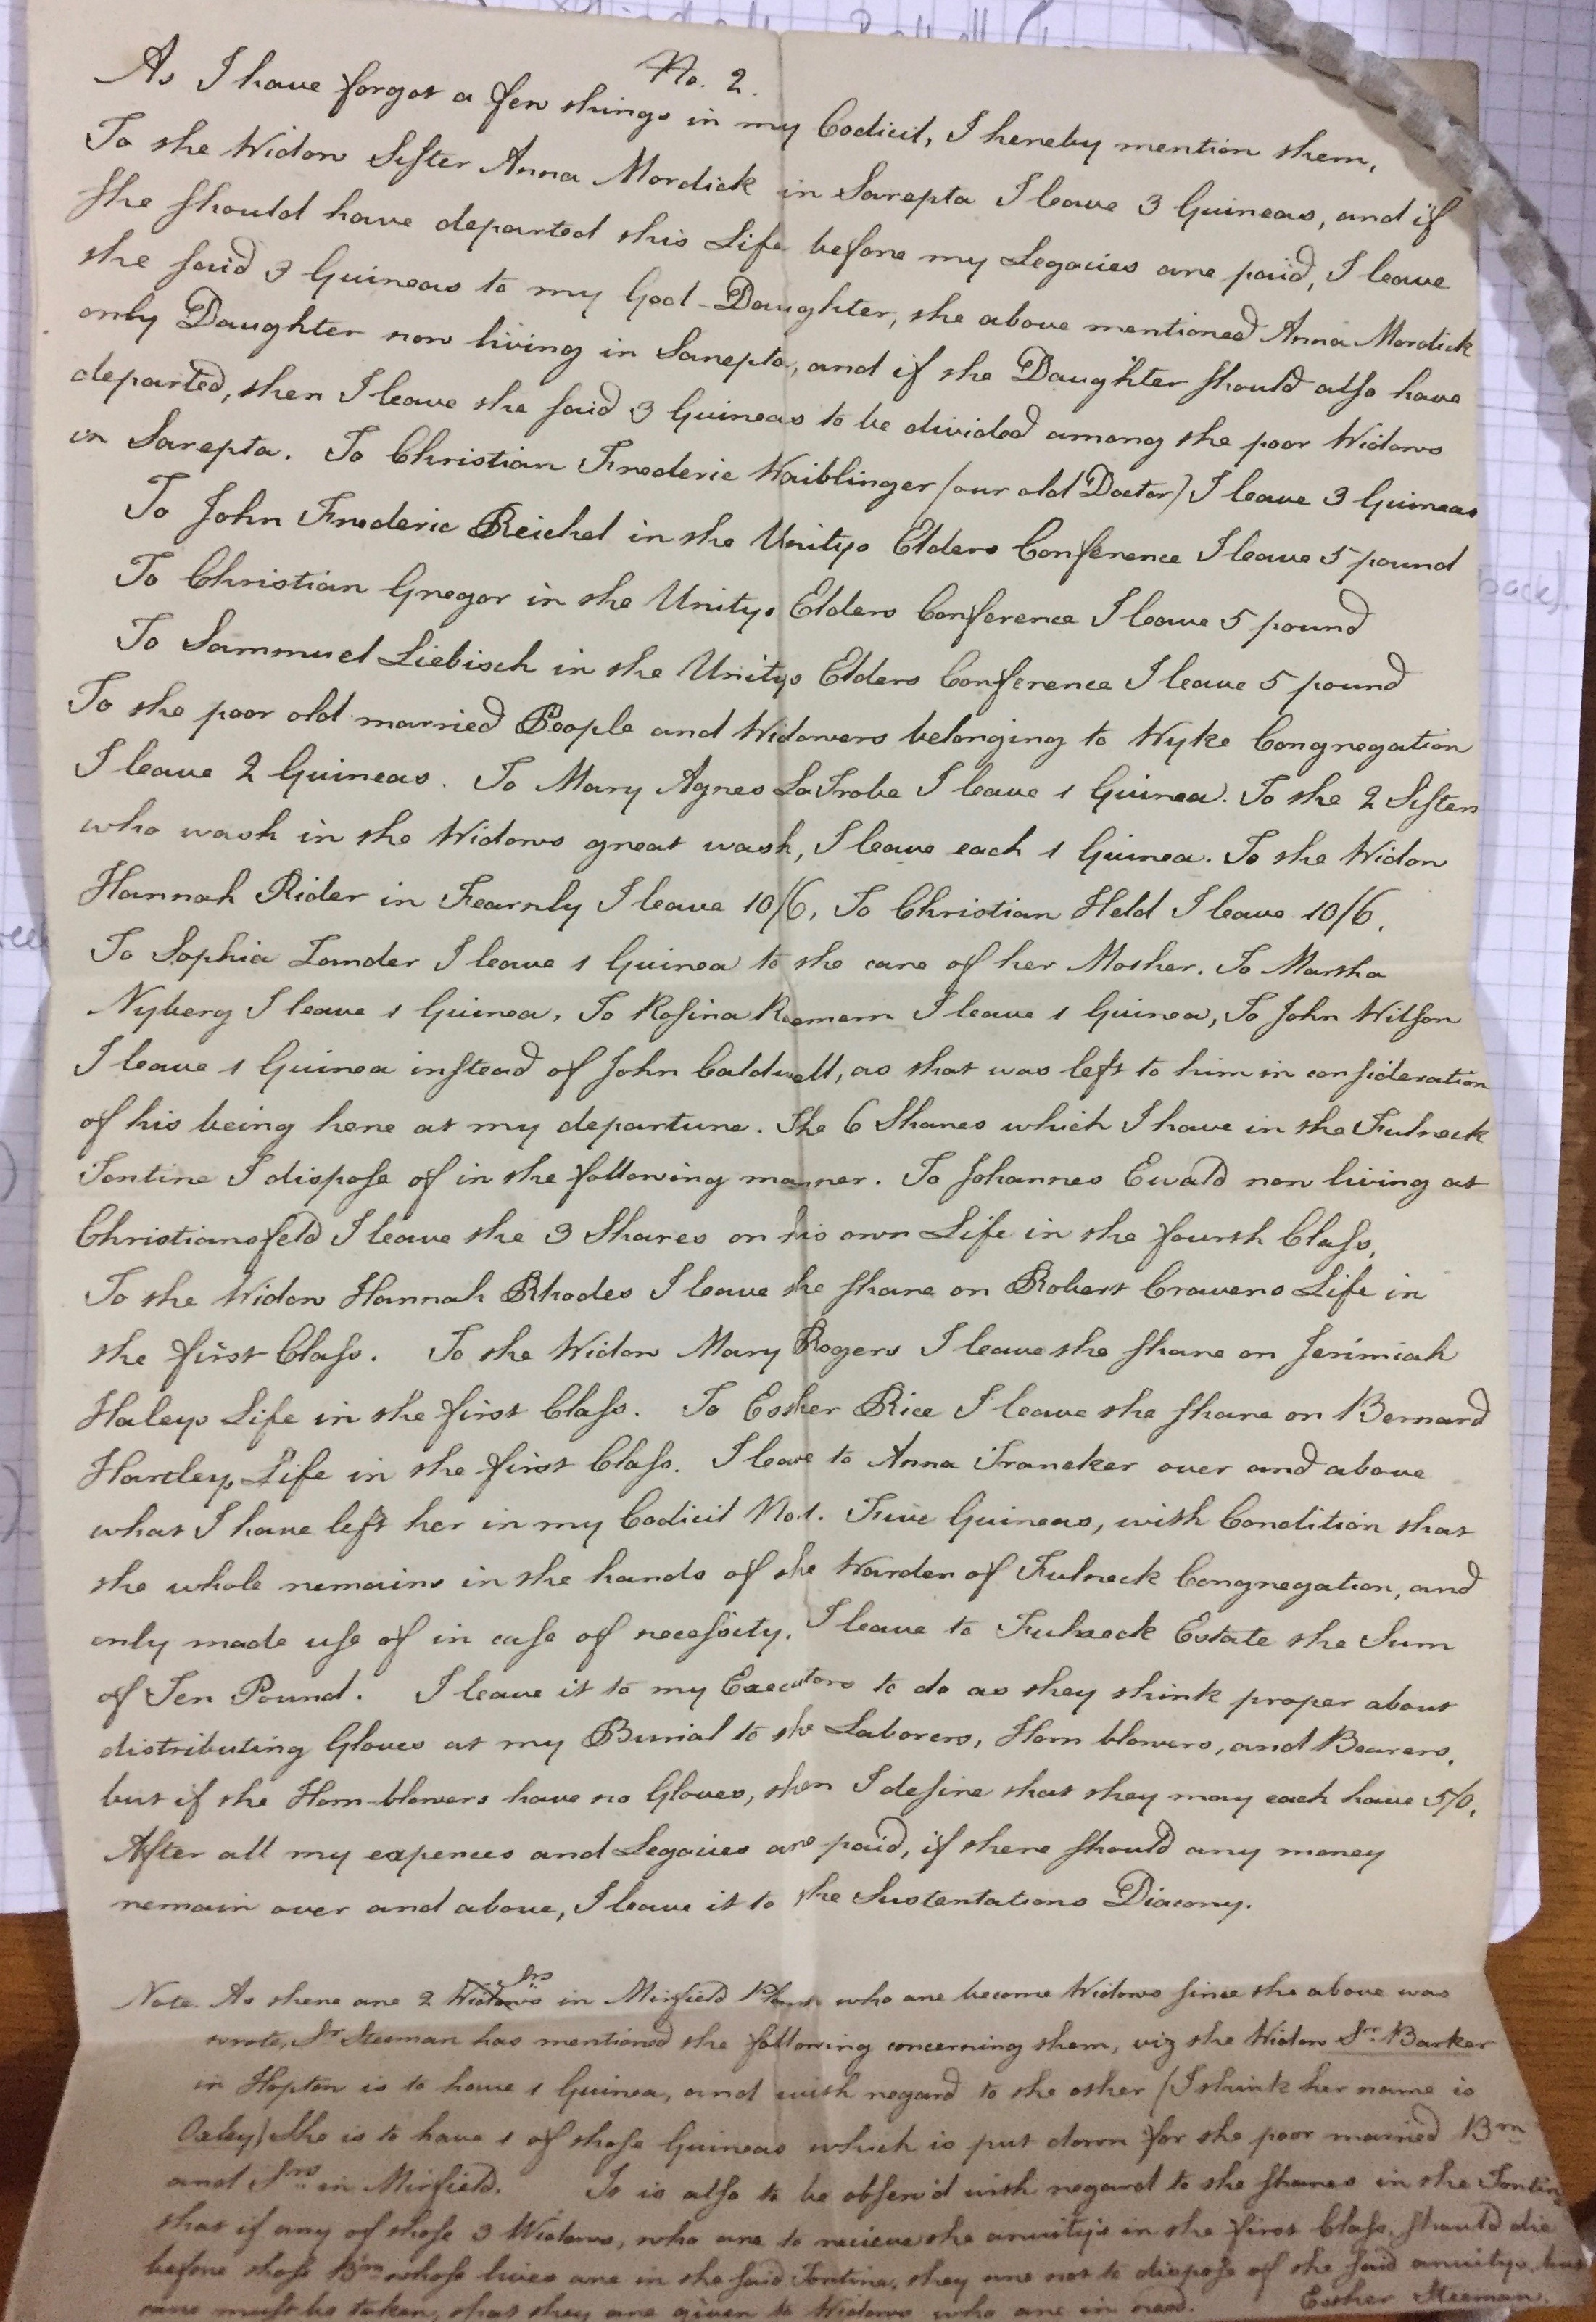 No. 2.
As I have forgot a few things in my Codicil, I hereby mention them,
To the Widow Sister Anna Mordick in Sarepta I leave 3 Guineas, and if
she should have departed this Life before my Legacies are paid, I leave
the said 3 Guineas to my God-Daughter, the above mentioned Anna Mordick
only Daughter now living in Sarepta, and if the Daughter should also have
departed, then I leave the said 3 Guineas to be divided among the poor Widows
in Sarepta. To Christian Frederic Waiblinger (our old Doctor) I leave 3 Guineas
To John Frederic Reichel in the Unitys Elders Conference I leave 5 pound
To Christian Gregor in the Unitys Elders Conference I leave 5 pound
To Sammuel Liebisch in the Unitys Elders Conference I leave 5 pound
To the poor old married People and Widowers belonging to Wyke Congregation
I leave 2 Guineas. To Mary Agnes LaTrobe I leave 1 Guinea. To the 2 Sisters
who wash in the Widows great wash, I leave each 1 Guinea. To the Widow
Hannah Rider in Fearnly I leave 10/6, To Christian Held I leave 10/6.
To Sophia Lander I leave 1 Guinea to the care of her Mother. To Martha
Nyberg I leave 1 Guinea, To Rosina I leave 1 Guinea, To John Wilson
I leave 1 Guinea instead of John Caldwell, as that was left to him in consideration
of his being here at my departure. The 6 Shares which I have in the Fulneck
Tontine I dispose of in the following manner. To Johannes Ewald now living at
Christiansfeld I leave the 3 Shares on his own Life in the fourth Class,
To the Widow Hannah Rhodes I leave the share on Robert Cravens Life in
the first Class. To the Widow Mary Rogers I leave the share on Jerimiah
Haleys Life in the first Class. To Esther Rice I leave the share on Bernard
Hartleys Life in the first Class. I leave to Anna Traneker over and above
what I have left her in my Codicil No 1. Five Guineas, with Condition that
the whole remains in the hands of the Warden of Fulneck Congregation, and
only made use of in case of necessity. I leave to Fulneck Estate the Sum
of Ten Pound. I leave it to my Executors to do as they think proper about
distributing Gloves at my Burial to the Laborers, Horn blowers, and Bearers,
but if the Horn-blowers have no Gloves, then I desire that they may each have 5/0,
After all my expences and Legacies are paid, if there should any money
remain over and above, I leave it to the Sustentations Diacony.
Srs
Note. As there are 2 Widows in Mirfield who are become Widows since the above was
wrote, Sr Steeman has mentioned the following concerning them, viz the Widow Sr Barker
in Hopton is to have 1 Guinea, and with regard to the other (I think her name is
Oxley) She is to have 1 of those Guineas which is put down for the poor married Brn
and Srs in Mirfield. It is also to be observ'd with regard to the shares in the Tontine
that if any of those 3 Widows, who are to recieve the anuitys in the first Class, should die
before those Brn whose lives are in the said Tontine, they are not to dispose of the said anuitys, but
care must be taken, that they are given to Widows who are in need. Esther Steeman.